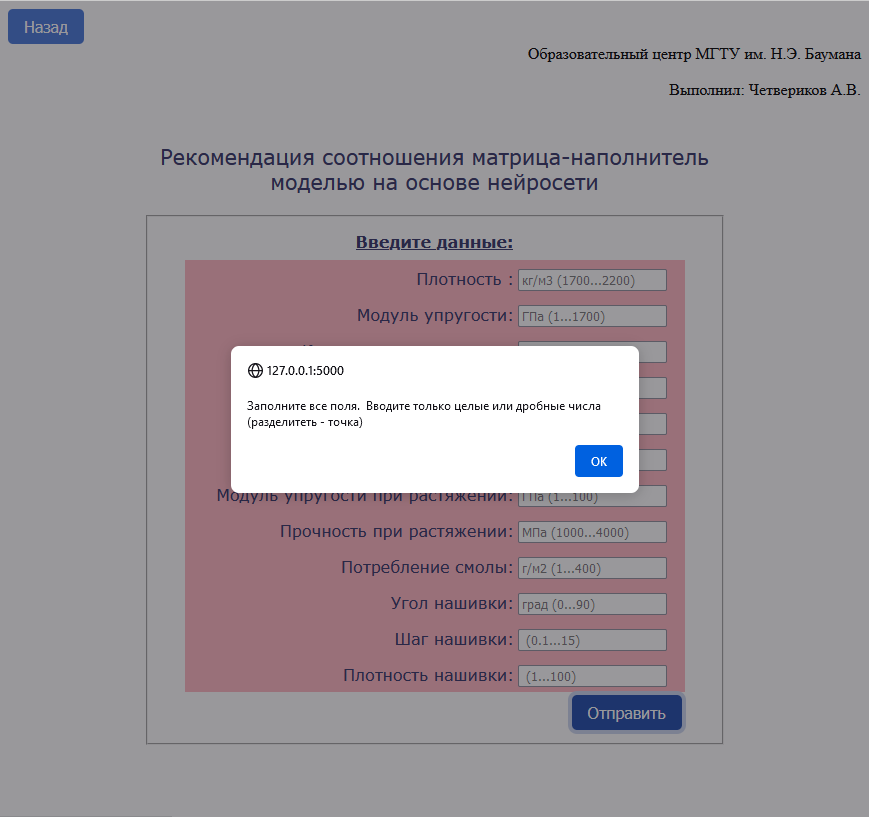 Назад
Образовательный центр МГТУ им. Н.Э. Баумана
Выполнил: Четвериков А.В.
Рекомендация соотношения матрица-наполнитель
моделью на основе нейросети
Введите данные:
Плотность : кг/м3 (1700...2200)
Модуль упругости: ГПа (1...1700)
127.0.0.1:5000
Заполните все поля. Вводите только целые или дробные числа
(разделитеть - точка)
OK
Модуль упругости при растяжении: ГПа (1...100)
Прочность при растяжении: МПа (1000...4000)
Потребление смолы: г/м2 (1...400)
Угол нашивки: град (0...90)
Шаг нашивки: (0.1...15)
Плотность нашивки: (1...100)
Отправить